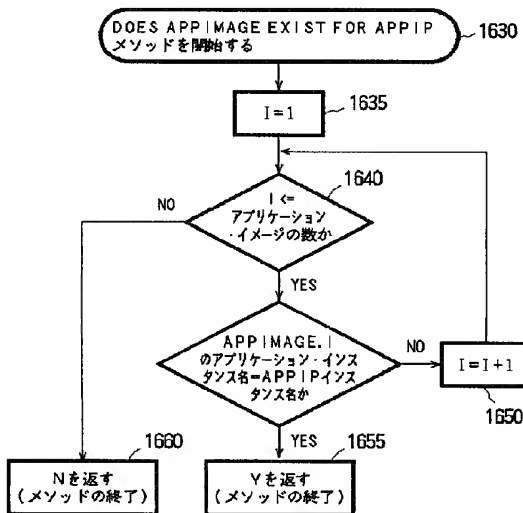 DOES APPIMAGE EXIST FOR APPIP
メソッドを開始する
1630
I=1
1635
1640
I<=
アプリケーション
・イメージの数か
NO
YES
APPIMAGE.I
のアプリケーション・インス
タンス名=APPIPインス
タンス名か
NO
I=I+1
1650
YES
1660
Nを返す
(メソッドの終了)
1655
Yを返す
(メソッドの終了)